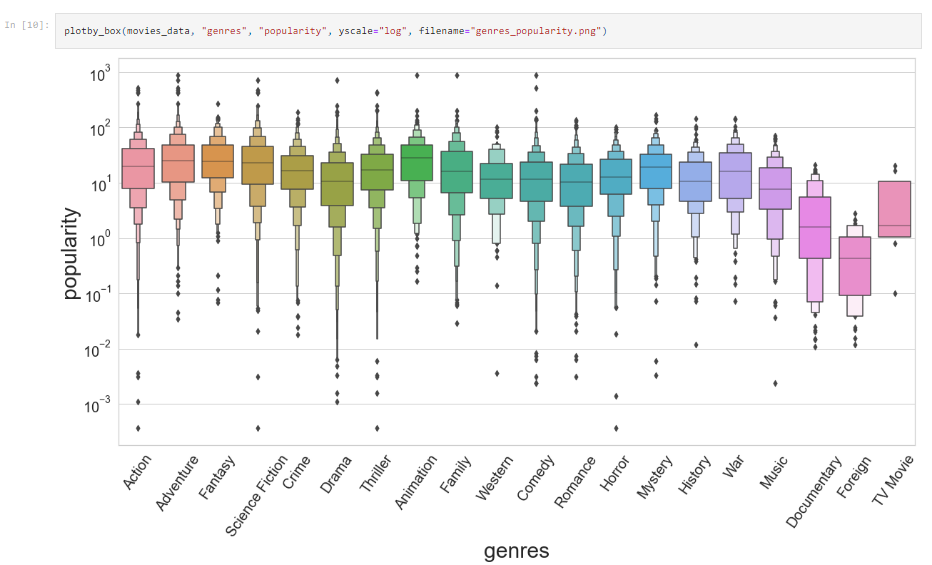 In [10]:
plotby_box(movies_data, "genres", "popularity", yscale="log", filename="genres_popularity.png")
10³
10²
10¹
10⁰
10⁻¹
10⁻²
10⁻³
popularity
Action
Adventure
Fantasy
Science Fiction
Crime
Drama
Thriller
Animation
Family
Western
Comedy
Romance
Horror
Mystery
History
War
Music
Documentary
Foreign
TV Movie
genres